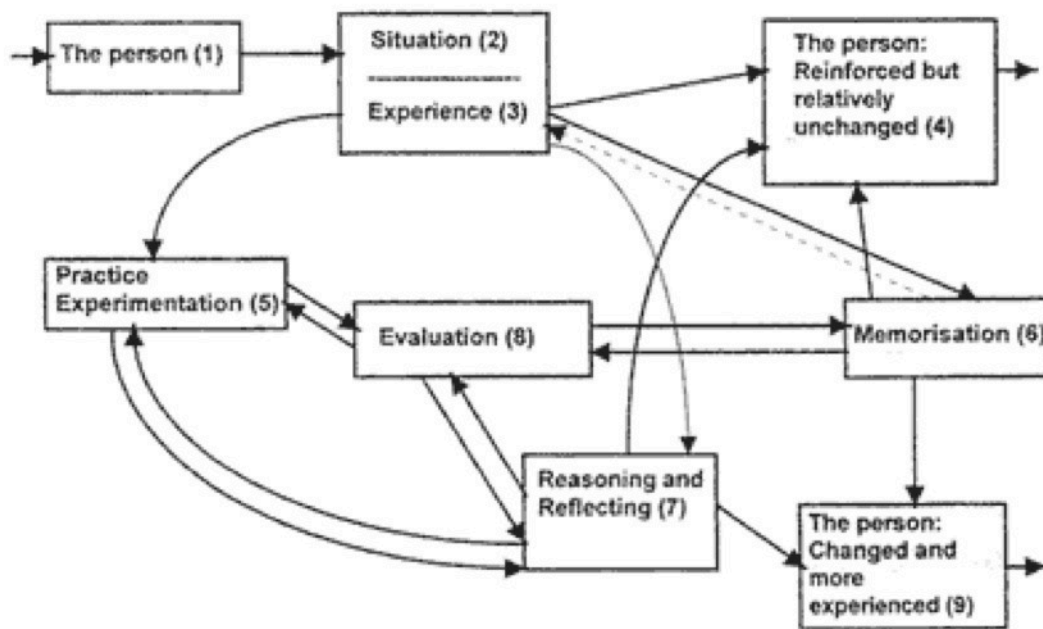 The person (1)
Situation (2)
Experience (3)
The person:
Reinforced but
relatively
unchanged (4)
Practice
Experimentation (5)
Evaluation (8)
Memorisation (6)
Reasoning and
Reflecting (7)
The person:
Changed and
more
experienced (9)